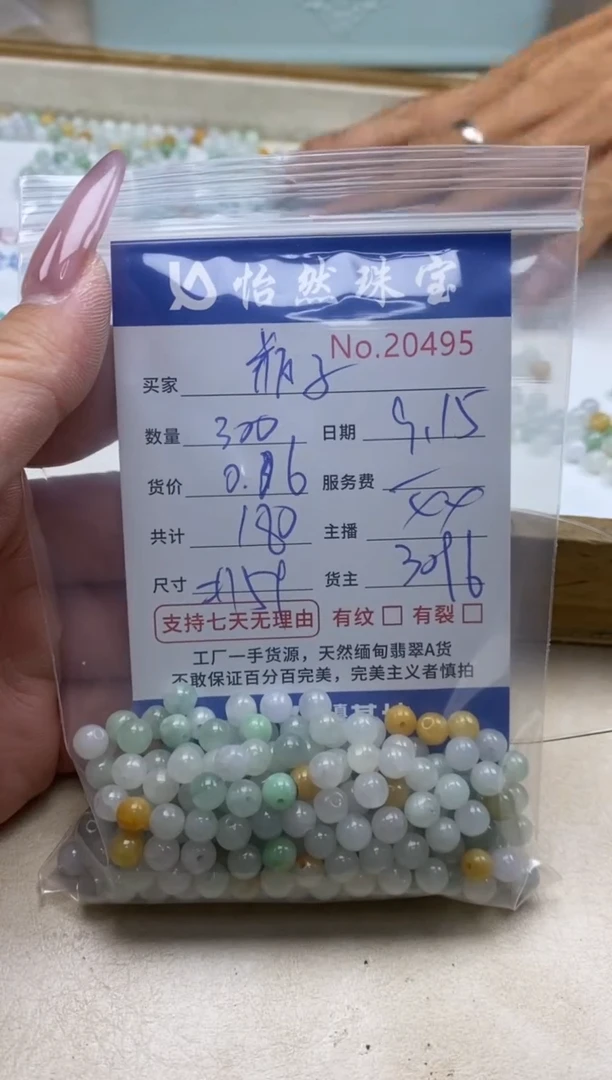 怡然珠宝
No.20495
买家 瓶子
数量 300 日期 9.15
货价 0.6 服务费
共计 180 主播
尺寸 货主
支持七天无理由 有纹 □ 有裂 □
工厂一手货源，天然缅甸翡翠A货
不敢保证百分百完美，完美主义者慎拍